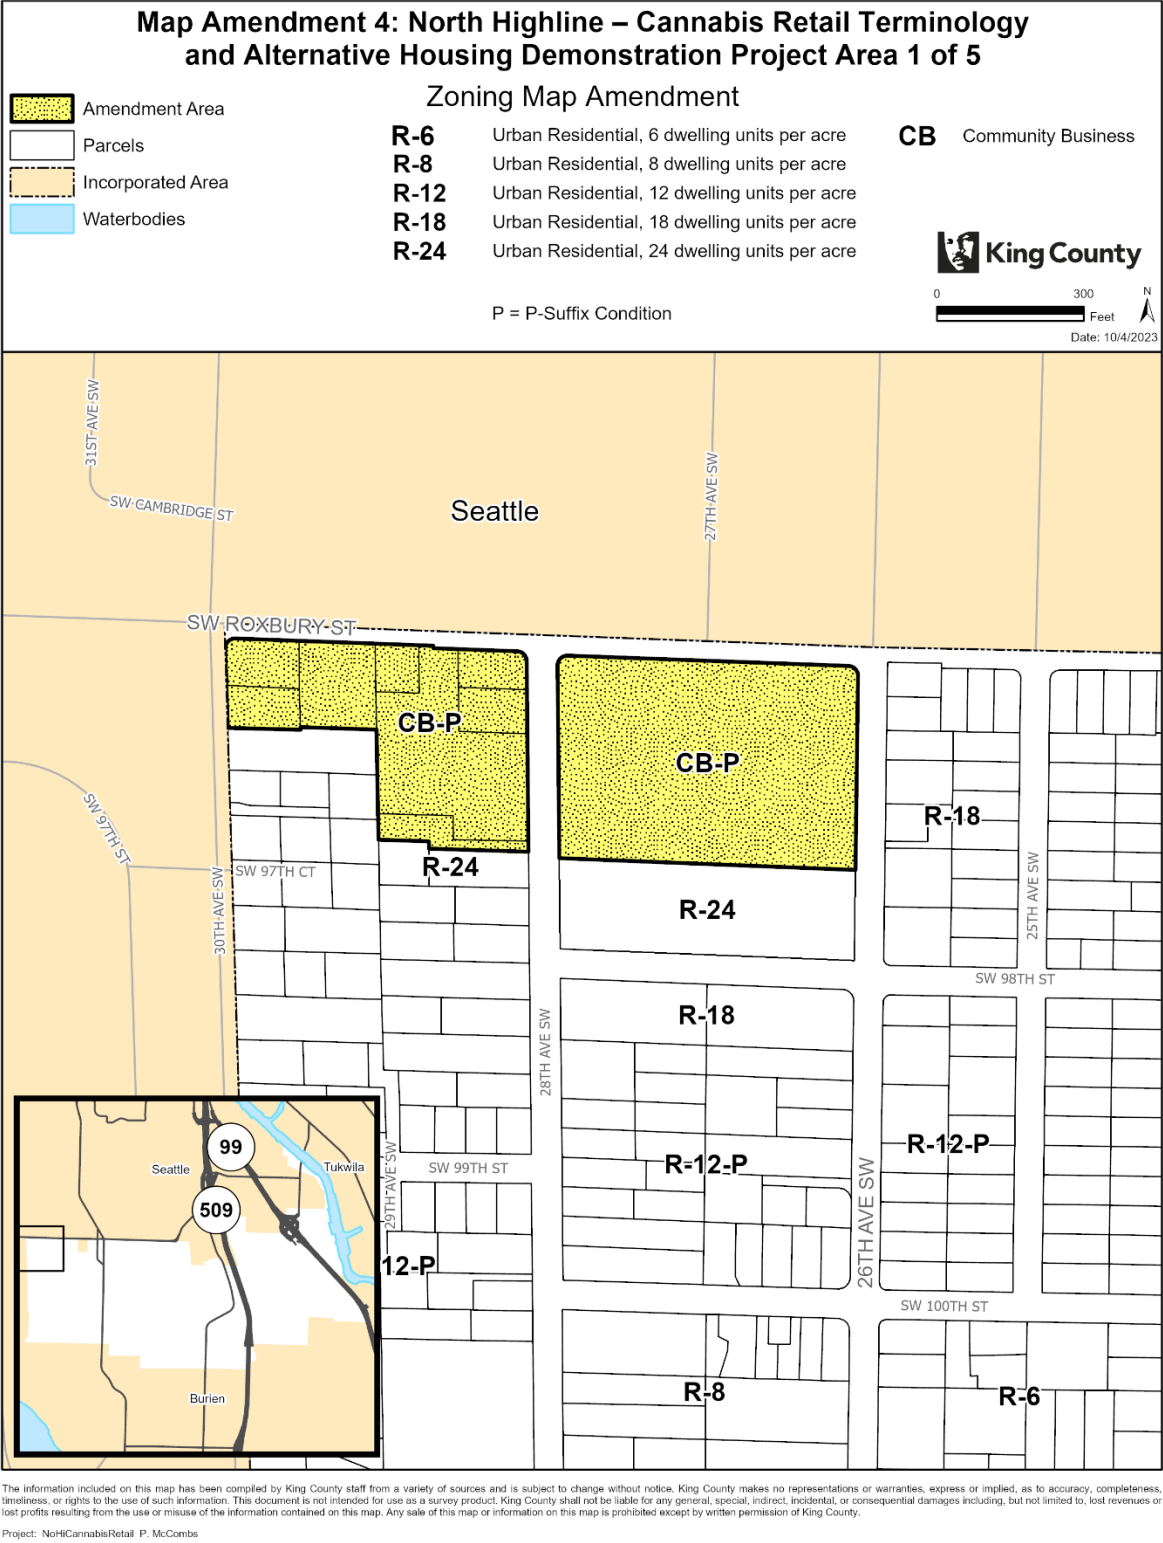 Map Amendment 4: North Highline – Cannabis Retail Terminology
and Alternative Housing Demonstration Project Area 1 of 5
Zoning Map Amendment
Amendment Area
Parcels
Incorporated Area
Waterbodies
R-6 Urban Residential, 6 dwelling units per acre
R-8 Urban Residential, 8 dwelling units per acre
R-12 Urban Residential, 12 dwelling units per acre
R-18 Urban Residential, 18 dwelling units per acre
R-24 Urban Residential, 24 dwelling units per acre
P = P-Suffix Condition
CB Community Business
King County
0 300
Feet
N
Date: 10/4/2023
31ST AVE SW
SW CAMBRIDGE ST
Seattle
27TH AVE SW
SW ROXBURY ST
CB-P
CB-P
R-18
SW 97TH ST
SW 97TH CT
R-24
R-24
30TH AVE SW
25TH AVE SW
SW 98TH ST
R-18
28TH AVE SW
R-12-P
R-12-P
SW 99TH ST
29TH AVE SW
26TH AVE SW
12-P
SW 100TH ST
R-8
R-6
99
Seattle
Tukwila
509
Burien
The information included on this map has been compiled by King County staff from a variety of sources and is subject to change without notice. King County makes no representations or warranties, express or implied, as to accuracy, completeness,
timeliness, or rights to the use of such information. This document is not intended for use as a survey product. King County shall not be liable for any general, special, indirect, incidental, or consequential damages including, but not limited to, lost revenues or
lost profits resulting from the use or misuse of the information contained on this map. Any sale of this map or information on this map is prohibited except by written permission of King County.
Project: NoHiCannabisRetail P. McCombs